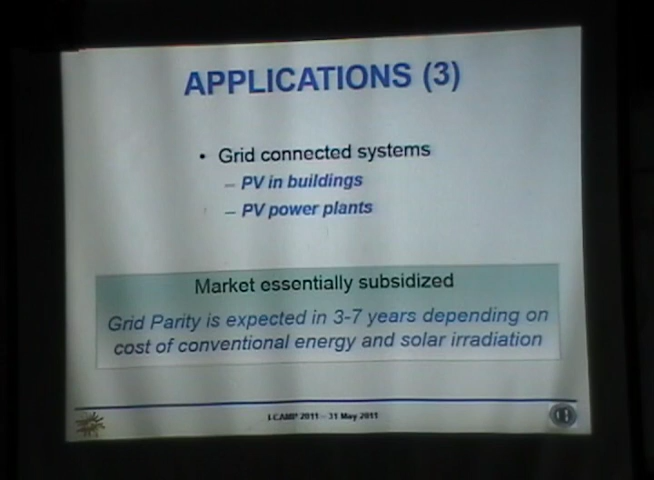 APPLICATIONS (3)
• Grid connected systems
– PV in buildings
– PV power plants
Market essentially subsidized
Grid Parity is expected in 3-7 years depending on
cost of conventional energy and solar irradiation
2011 – 31 May 2011